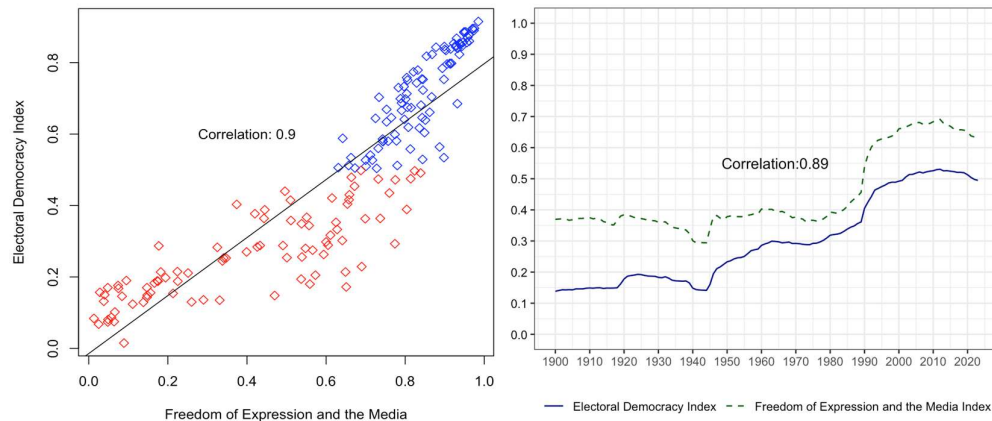 Correlation: 0.9
Electoral Democracy Index
0.0
0.2
0.4
0.6
0.8
0.0 0.2 0.4 0.6 0.8 1.0
Freedom of Expression and the Media
1.0
0.9
0.8
0.7
0.6
0.5
0.4
0.3
0.2
0.1
0.0
Correlation:0.89
1900 1910 1920 1930 1940 1950 1960 1970 1980 1990 2000 2010 2020
Electoral Democracy Index Freedom of Expression and the Media Index